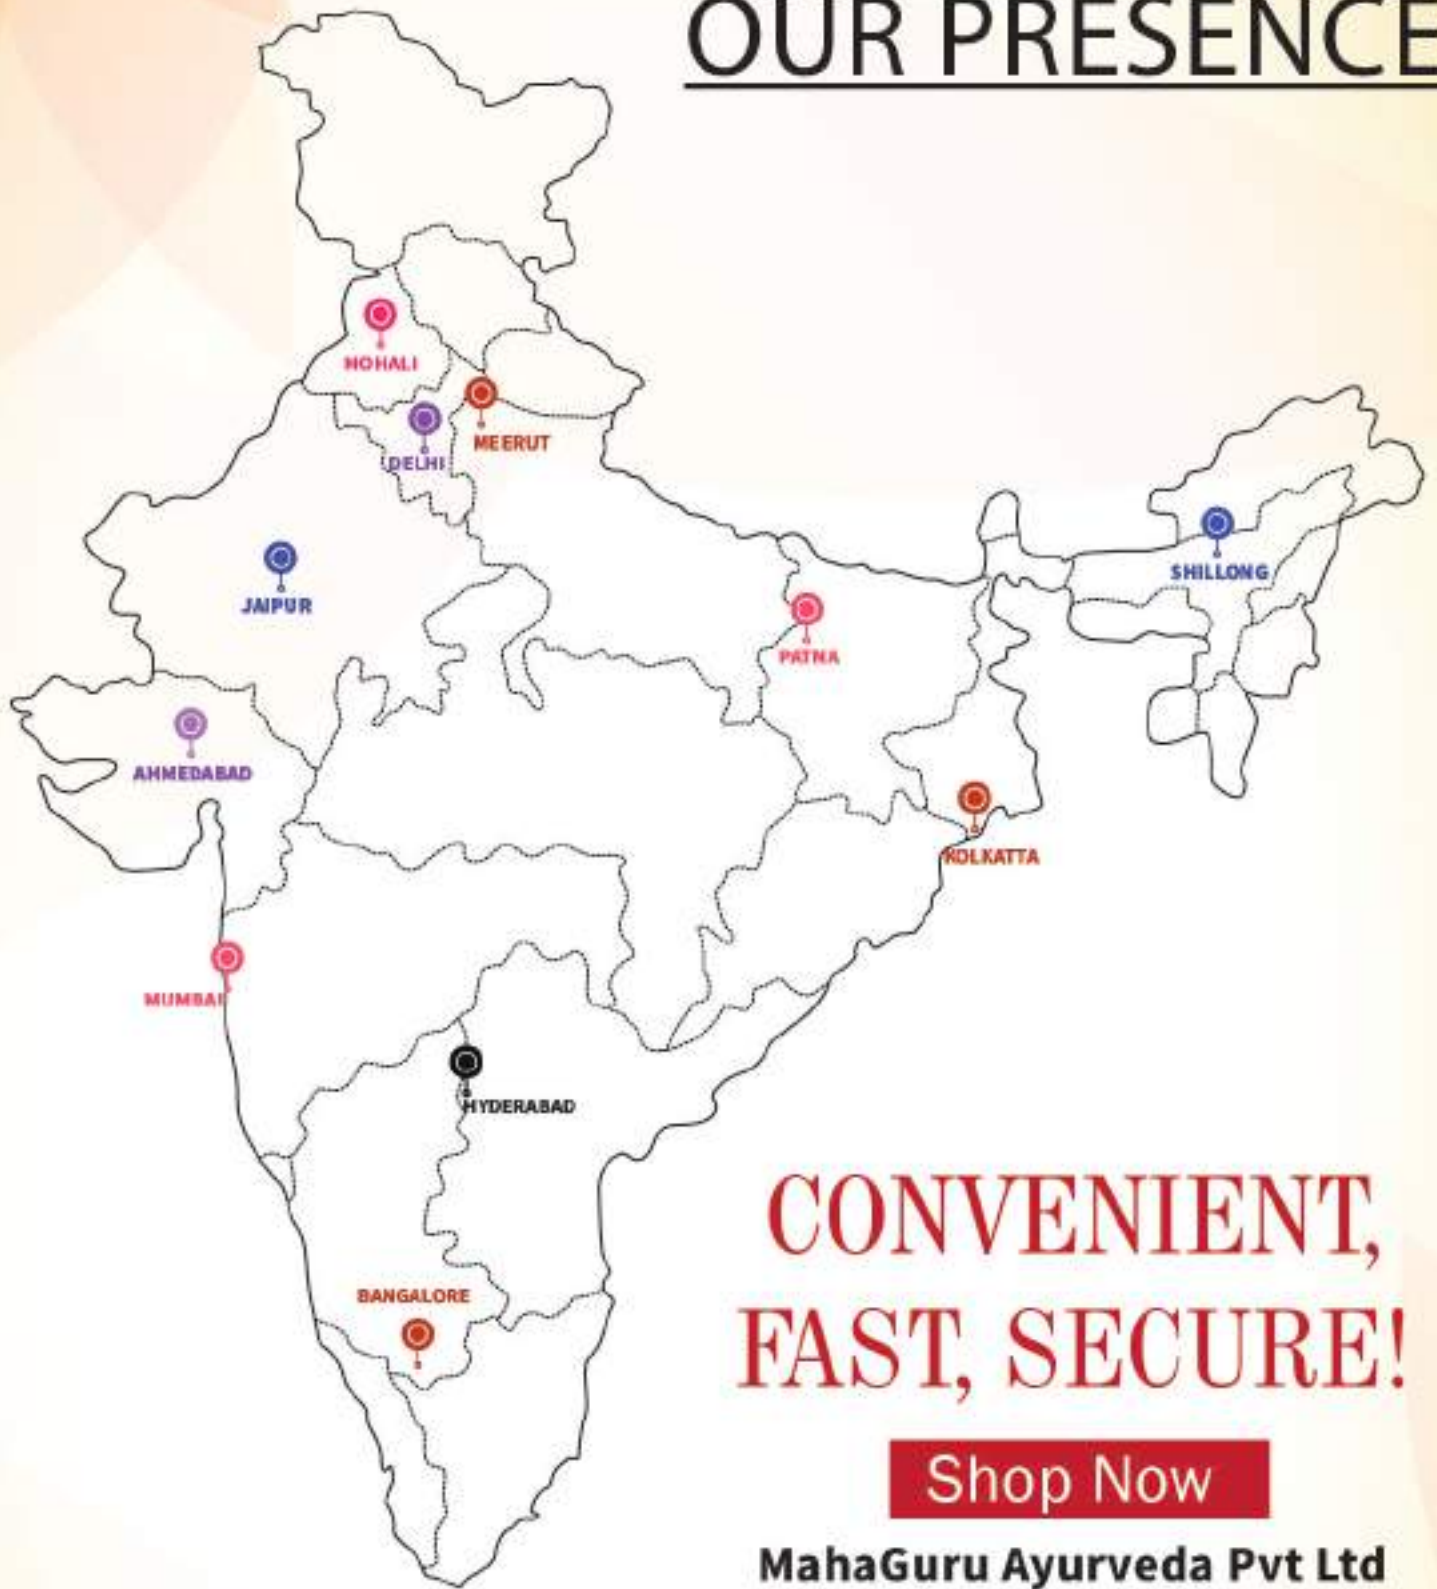 OUR PRESENCE
MOHALI
MEERUT
DELHI
JAIPUR
SHILLONG
PATNA
AHMEDABAD
KOLKATTA
MUMBAI
HYDERABAD
BANGALORE
CONVENIENT,
FAST, SECURE!
Shop Now
MahaGuru Ayurveda Pvt Ltd